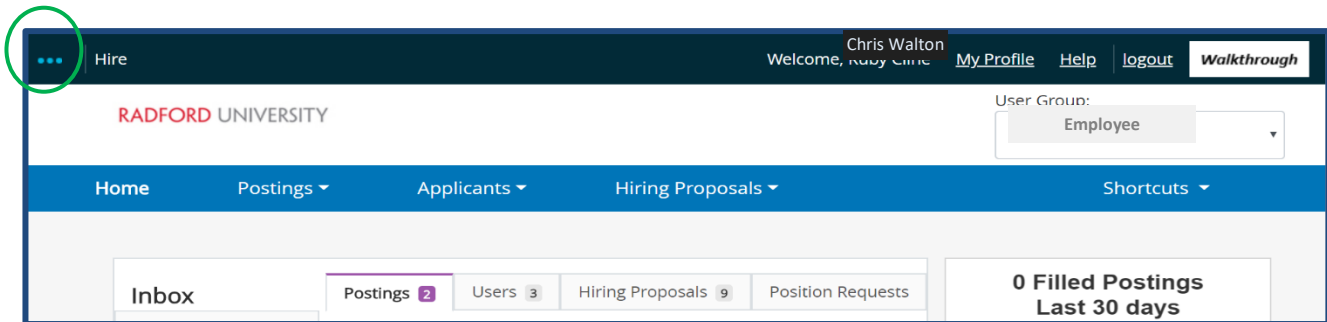 Chris Walton
••• Hire Welcome, My Profile Help logout Walkthrough
RADFORD UNIVERSITY
User Group:
Employee
Home Postings Applicants Hiring Proposals Shortcuts
Inbox Postings 2 Users 3 Hiring Proposals 9 Position Requests
0 Filled Postings
Last 30 days